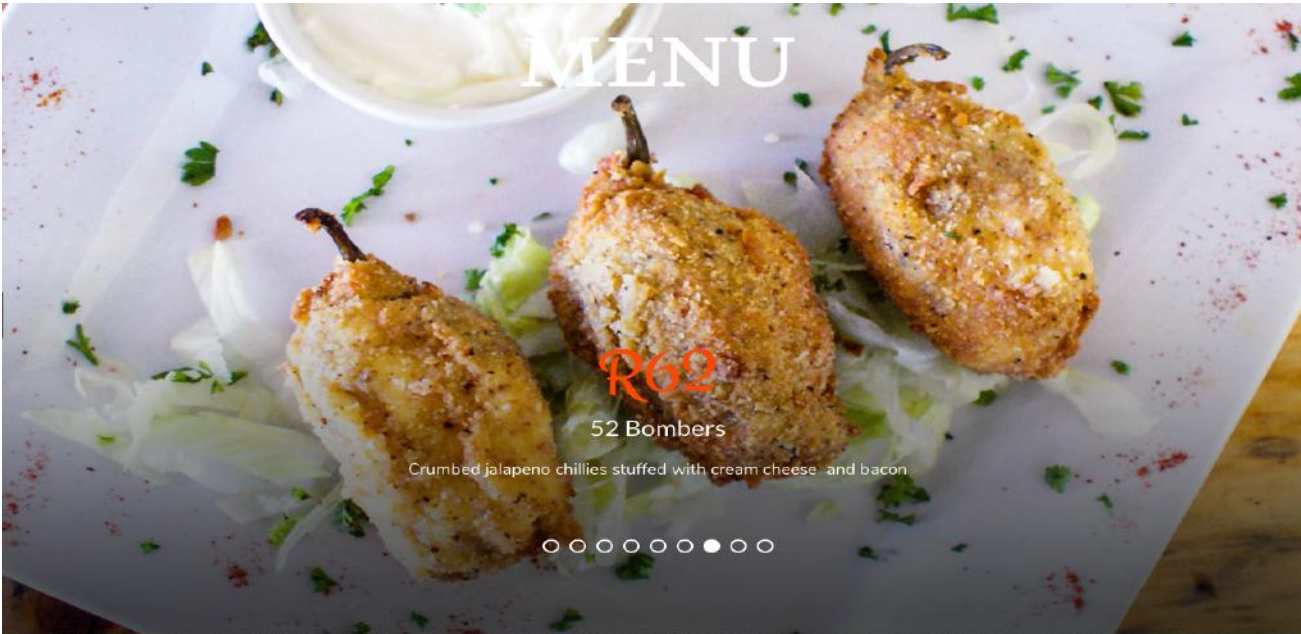 MENU
R62
52 Bombers
Crumbed jalapeno chillies stuffed with cream cheese and bacon